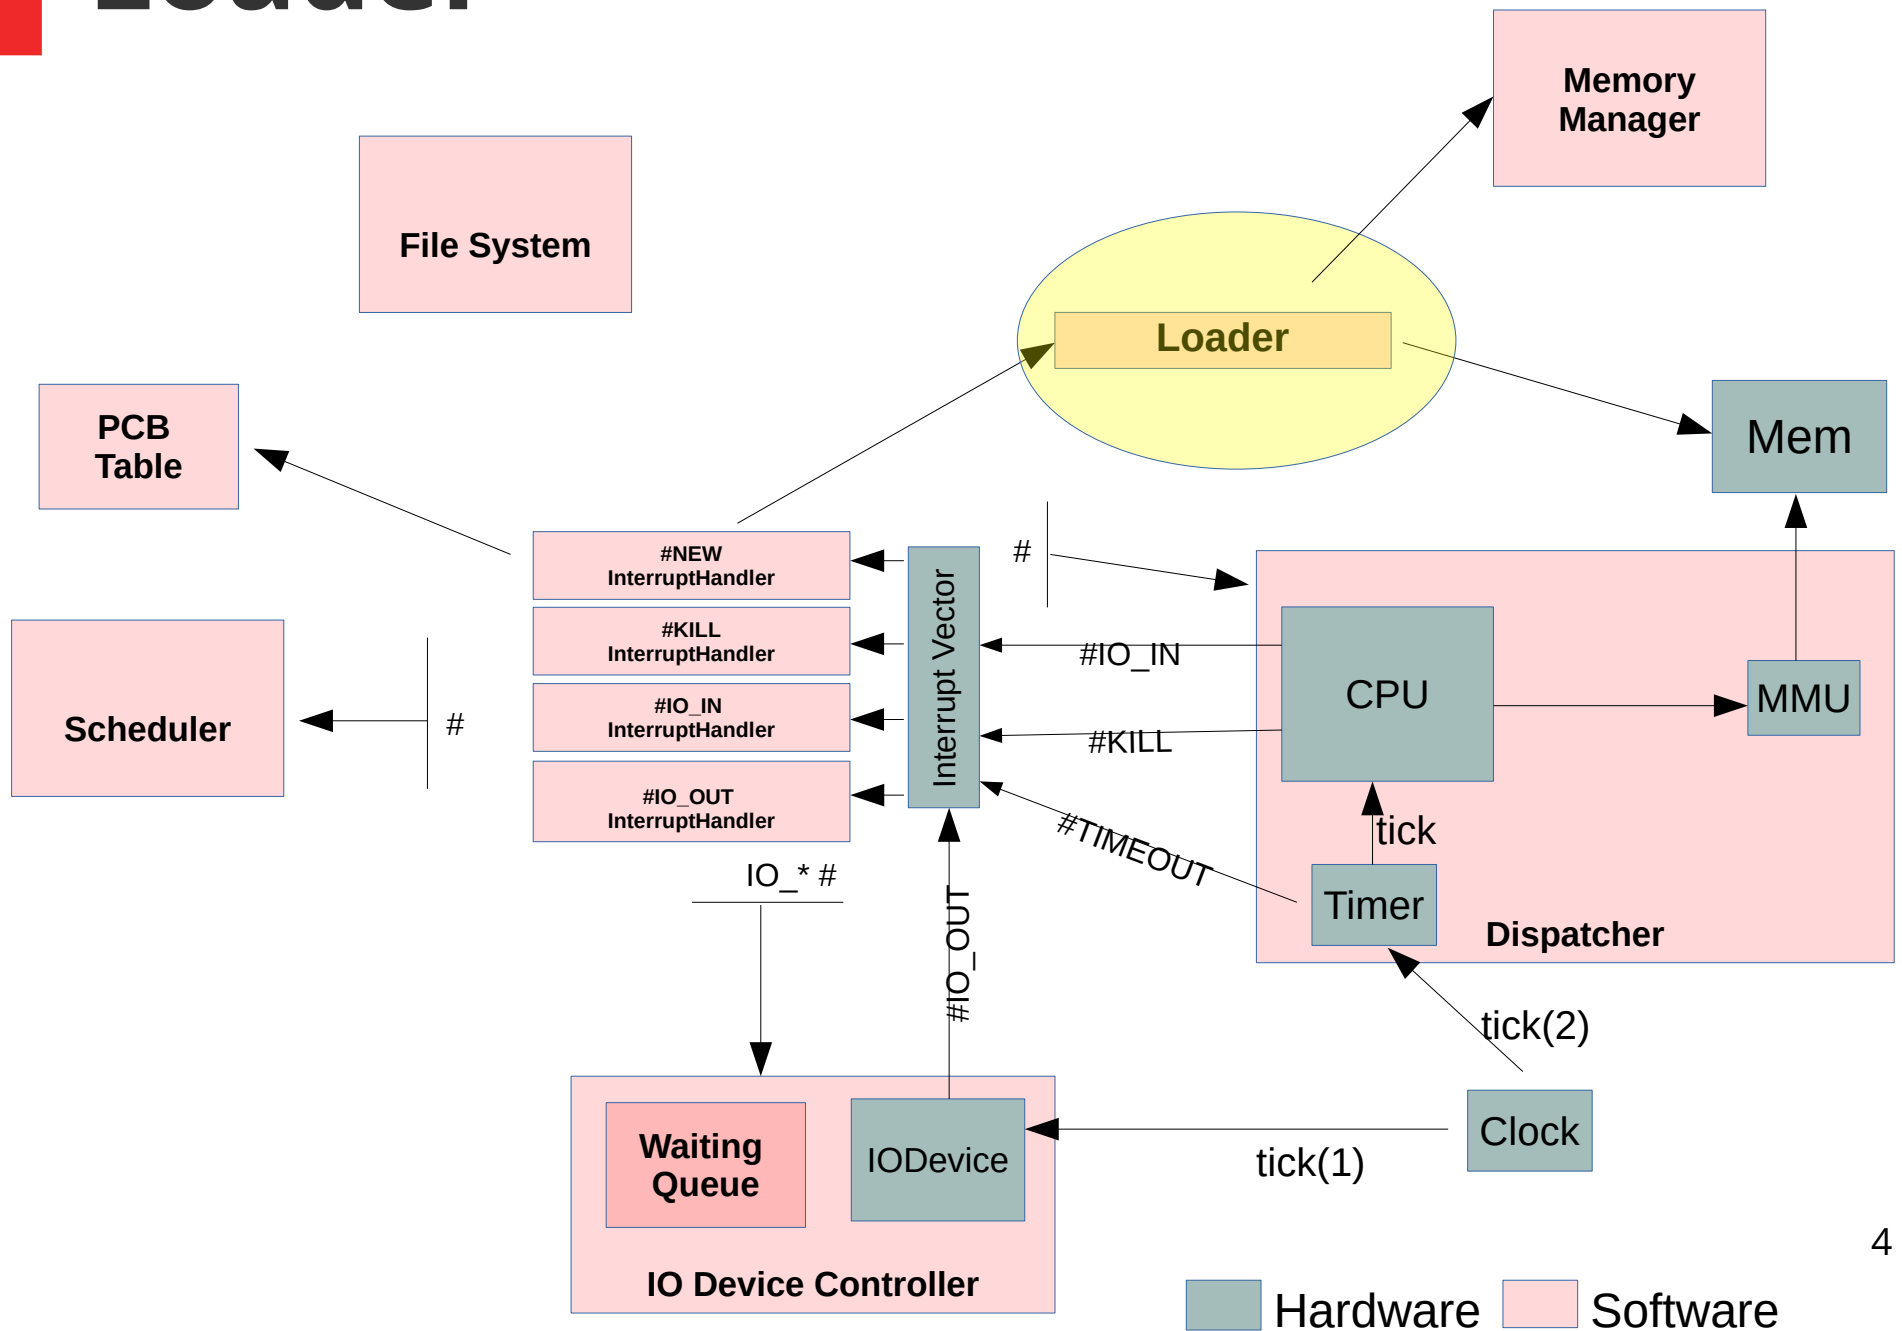 Loader
Memory
Manager
File System
Loader
PCB
Table
Mem
#NEW
InterruptHandler
#
#KILL
InterruptHandler
Interrupt Vector
#IO_IN
CPU
MMU
#IO_IN
InterruptHandler
Scheduler
#
#KILL
#IO_OUT
InterruptHandler
#TIMEOUT
tick
IO_* #
Timer
Dispatcher
#IO_OUT
tick(2)
Waiting
Queue
IODevice
tick(1)
Clock
IO Device Controller
4
Hardware
Software